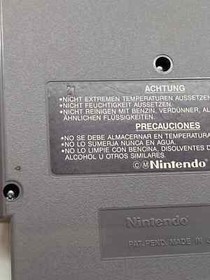 ACHTUNG
•NICHT EXTREMEN TEMPERATUREN AUSSETZEN
•NICHT FEUCHTIGKEIT AUSSETZEN.
•NICHT REINIGEN MIT BENZIN, VERDÜNNER, AL
ÄHNLICHEN FLÜSSIGKEITEN.
PRECAUCIONES
•NO SE DEBE ALMACERNAR EN TEMPERATU
•NO LO SUMERJA NUNCA EN AGUA.
•NO LO LIMPIE CON BENCINA, DISOLVENTES D
ALCOHOL U OTROS SIMILARES.
©Ⓜ Nintendo
Nintendo
PAT. PEND. MADE IN